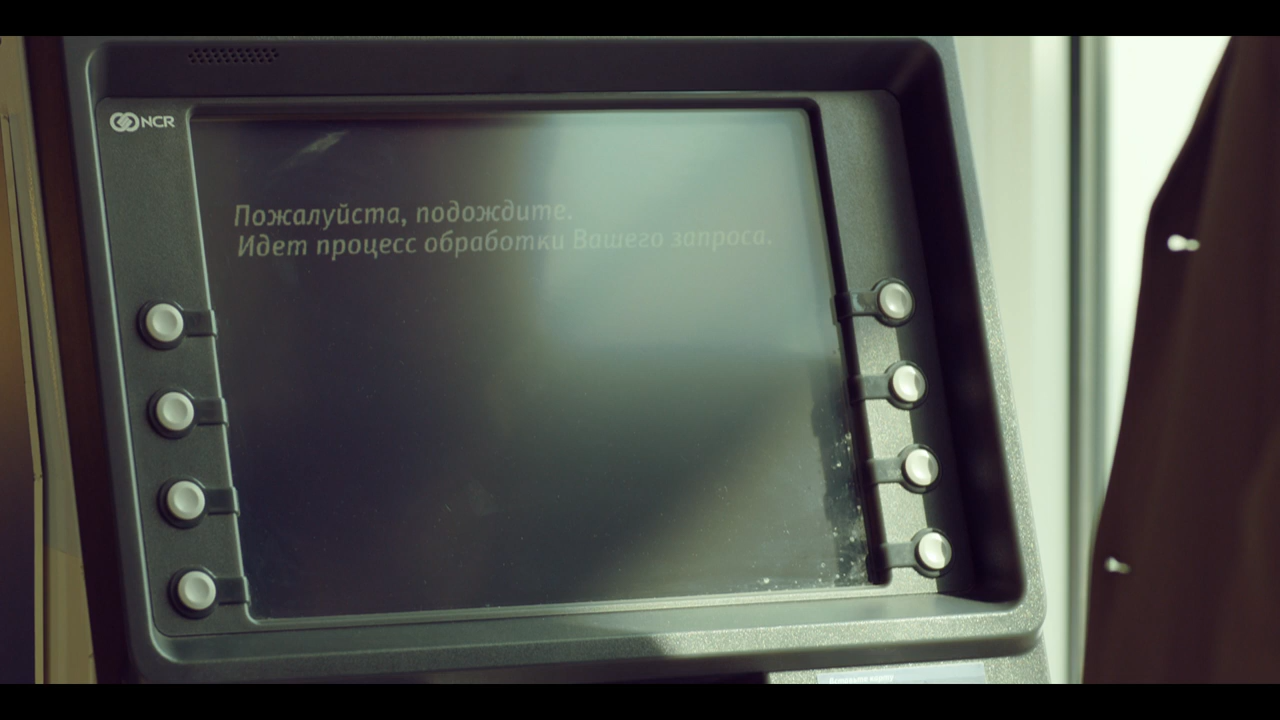 NCR
Пожалуйста, подождите.
Идет процесс обработки Вашего запроса.